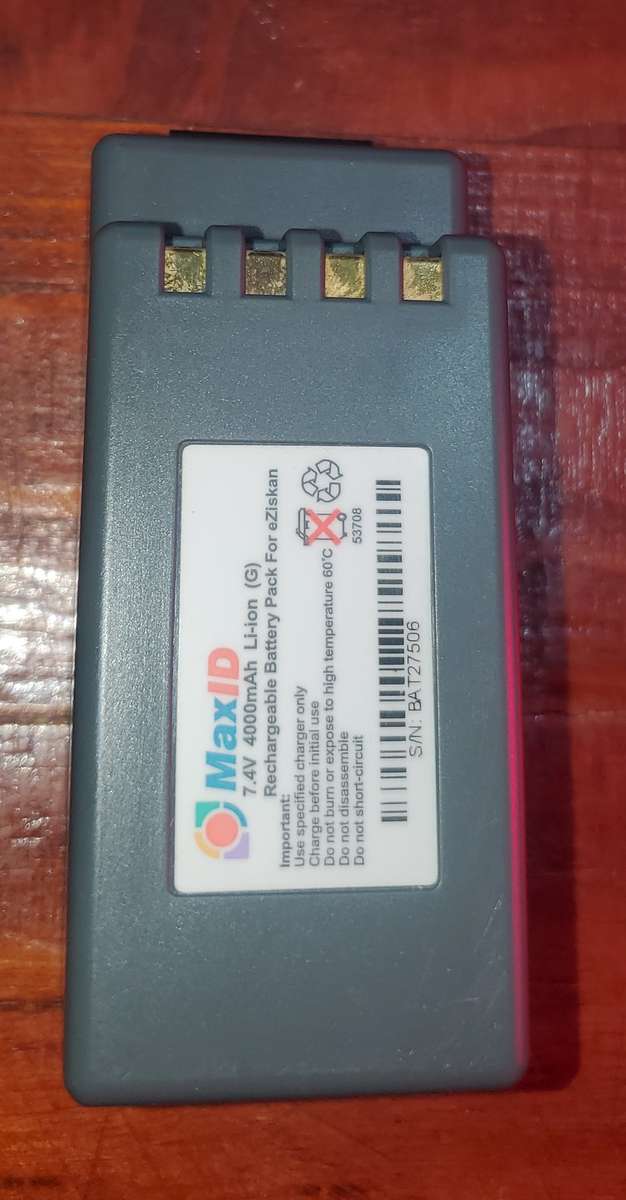 MaxID
7.4V 4000mAh Li-ion (G)
Rechargeable Battery Pack For eZiskan
Important:
Use specified charger only
Charge before initial use
Do not burn or expose to high temperature 60°C
Do not disassemble
Do not short-circuit
53708
S/N: BAT27506